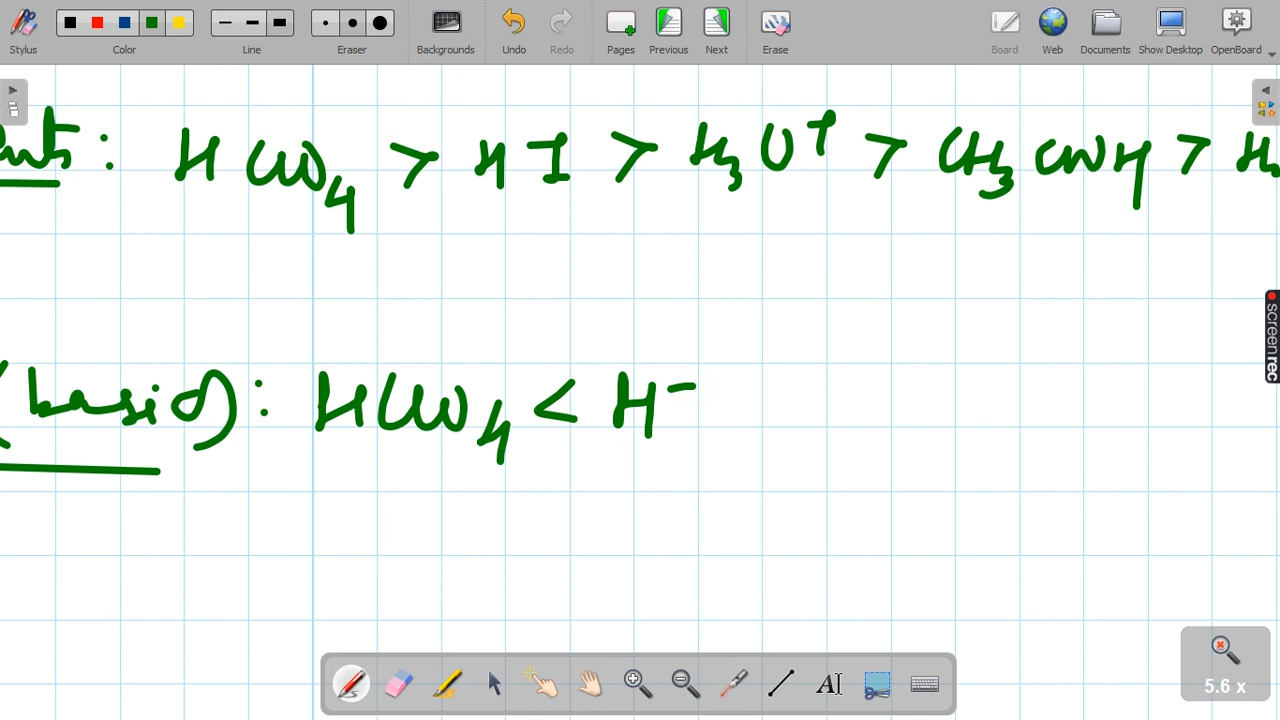 Stylus Color Line Eraser Backgrounds Undo Redo Pages Previous Next Erase Board Web Documents Show Desktop OpenBoard
: HClO4 > HI > H3O+ > CH3COOH > H
(basic): HClO4 < H
screenrec
5.6 x